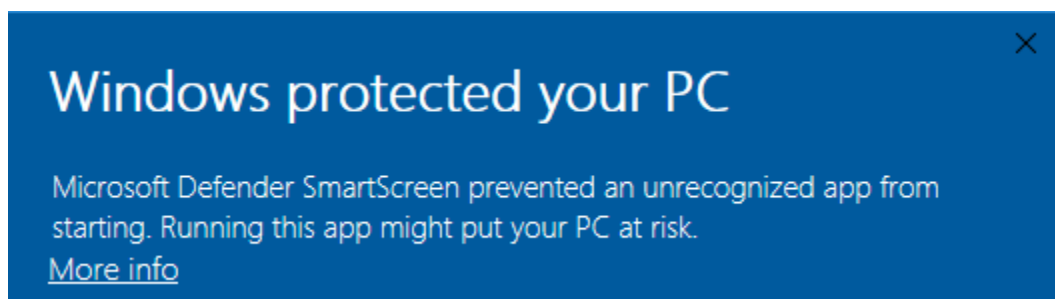 Windows protected your PC
Microsoft Defender SmartScreen prevented an unrecognized app from
starting. Running this app might put your PC at risk.
More info